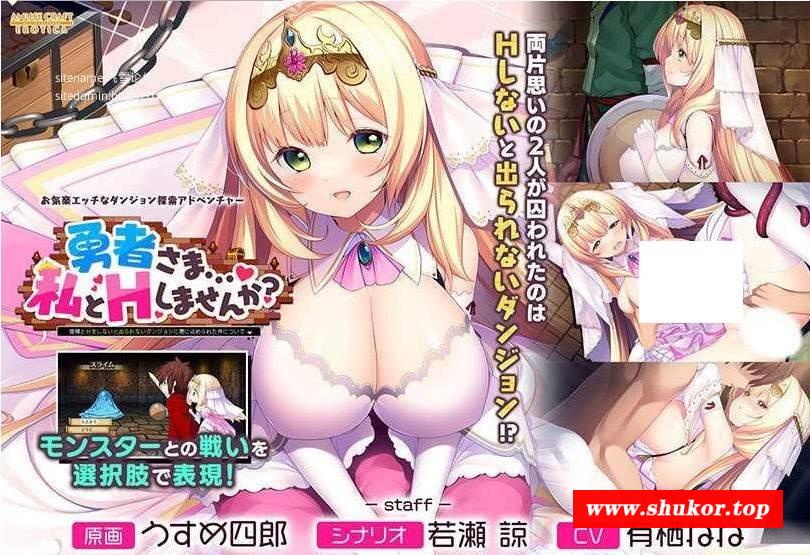 AMUSE CRAFT
EROTICA
両片思いの2人が囚われたのは
Hしないと出られないダンジョン!?
お気楽エッチなダンジョン探索アドベンチャー
勇者さま...
私とHしませんか?
スライム
モンスターとの戦いを
選択肢で表現!
staff
原画 うすめ四郎 シナリオ 若瀬 諒 CV
www.shukor.top